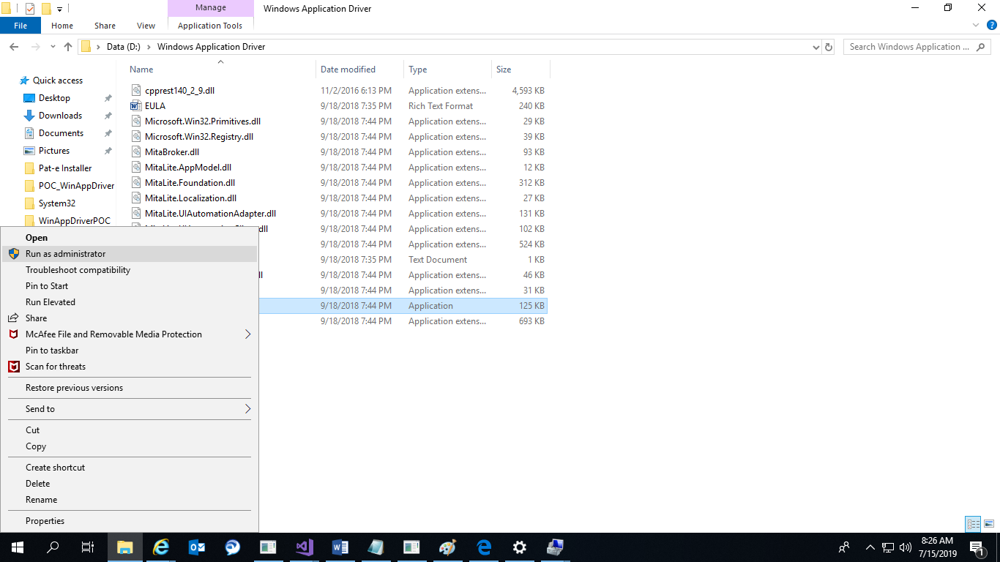 Manage
Windows Application Driver
File
Home
Share
View
Application Tools
Data (D:)
Windows Application Driver
Search Windows Application ...
Name
Date modified
Type
Size
Quick access
Desktop
Downloads
Documents
Pictures
Pat-e Installer
POC_WinAppDriver
System32
WinAppDriverPOC
cpprest140_2_9.dll 11/2/2016 6:13 PM Application extens... 4,593 KB
EULA 9/18/2018 7:35 PM Rich Text Format 240 KB
Microsoft.Win32.Primitives.dll 9/18/2018 7:44 PM Application extens... 29 KB
Microsoft.Win32.Registry.dll 9/18/2018 7:44 PM Application extens... 39 KB
MitaBroker.dll 9/18/2018 7:44 PM Application extens... 93 KB
MitaLite.AppModel.dll 9/18/2018 7:44 PM Application extens... 12 KB
MitaLite.Foundation.dll 9/18/2018 7:44 PM Application extens... 312 KB
MitaLite.Localization.dll 9/18/2018 7:44 PM Application extens... 27 KB
MitaLite.UIAutomationAdapter.dll 9/18/2018 7:44 PM Application extens... 131 KB
dll 9/18/2018 7:44 PM Application extens... 102 KB
9/18/2018 7:44 PM Application extens... 524 KB
9/18/2018 7:35 PM Text Document 1 KB
9/18/2018 7:44 PM Application extens... 46 KB
9/18/2018 7:44 PM Application extens... 31 KB
9/18/2018 7:44 PM Application 125 KB
9/18/2018 7:44 PM Application extens... 693 KB
Open
Run as administrator
Troubleshoot compatibility
Pin to Start
Run Elevated
Share
McAfee File and Removable Media Protection
Pin to taskbar
Scan for threats
Restore previous versions
Send to
Cut
Copy
Create shortcut
Delete
Rename
Properties
8:26 AM
7/15/2019
1